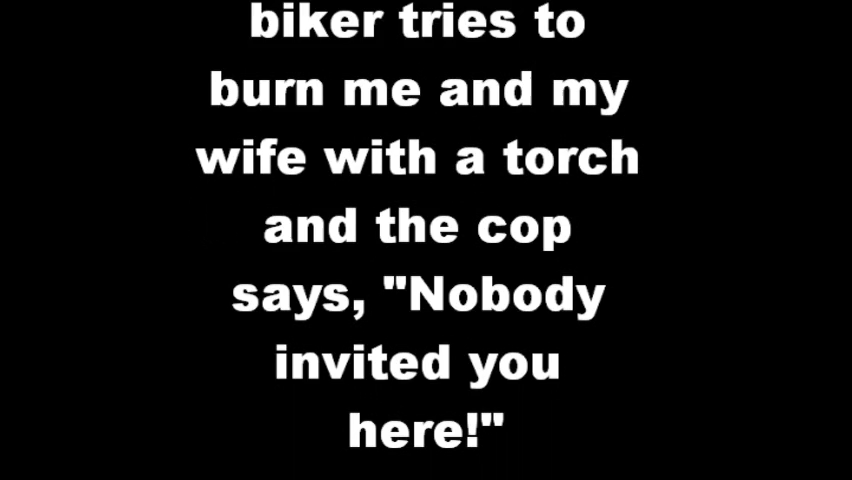 biker tries to
burn me and my
wife with a torch
and the cop
says, "Nobody
invited you
here!"